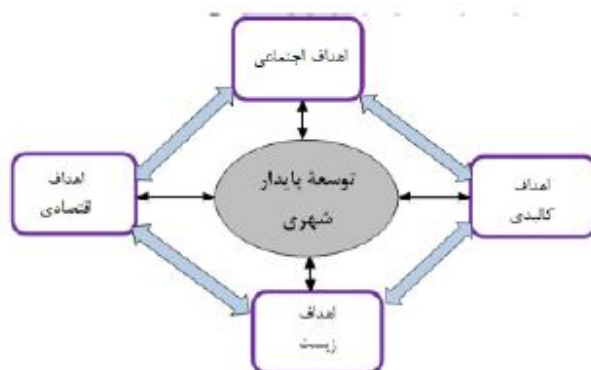 اهداف اجتماعی
توسعهٔ پایدار
شهری
اهداف
کالبدی
اهداف
اقتصادی
اهداف
زیست